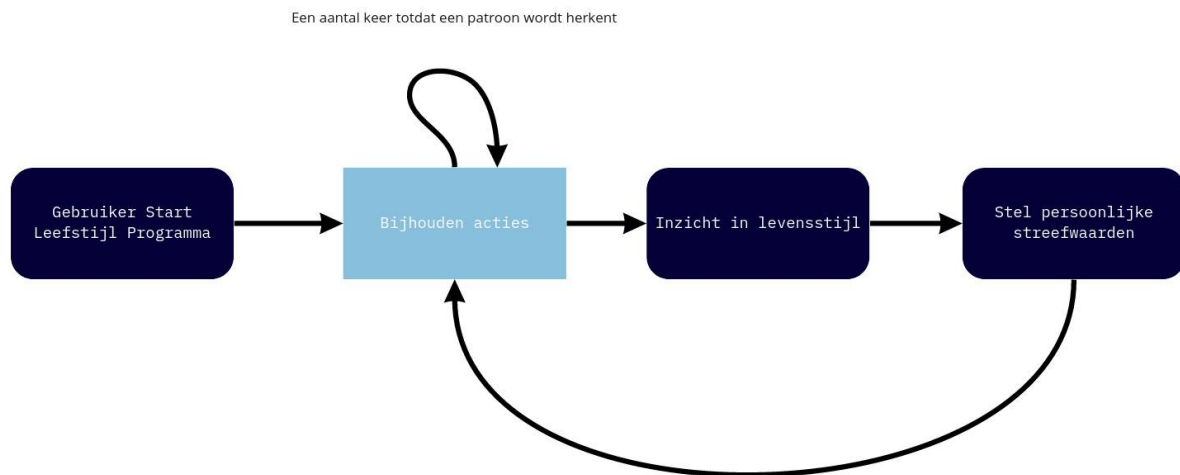 Een aantal keer totdat een patroon wordt herkent
Gebruiker Start
Leefstijl Programma
Bijhouden acties
Inzicht in levensstijl
Stel persoonlijke
streefwaarden